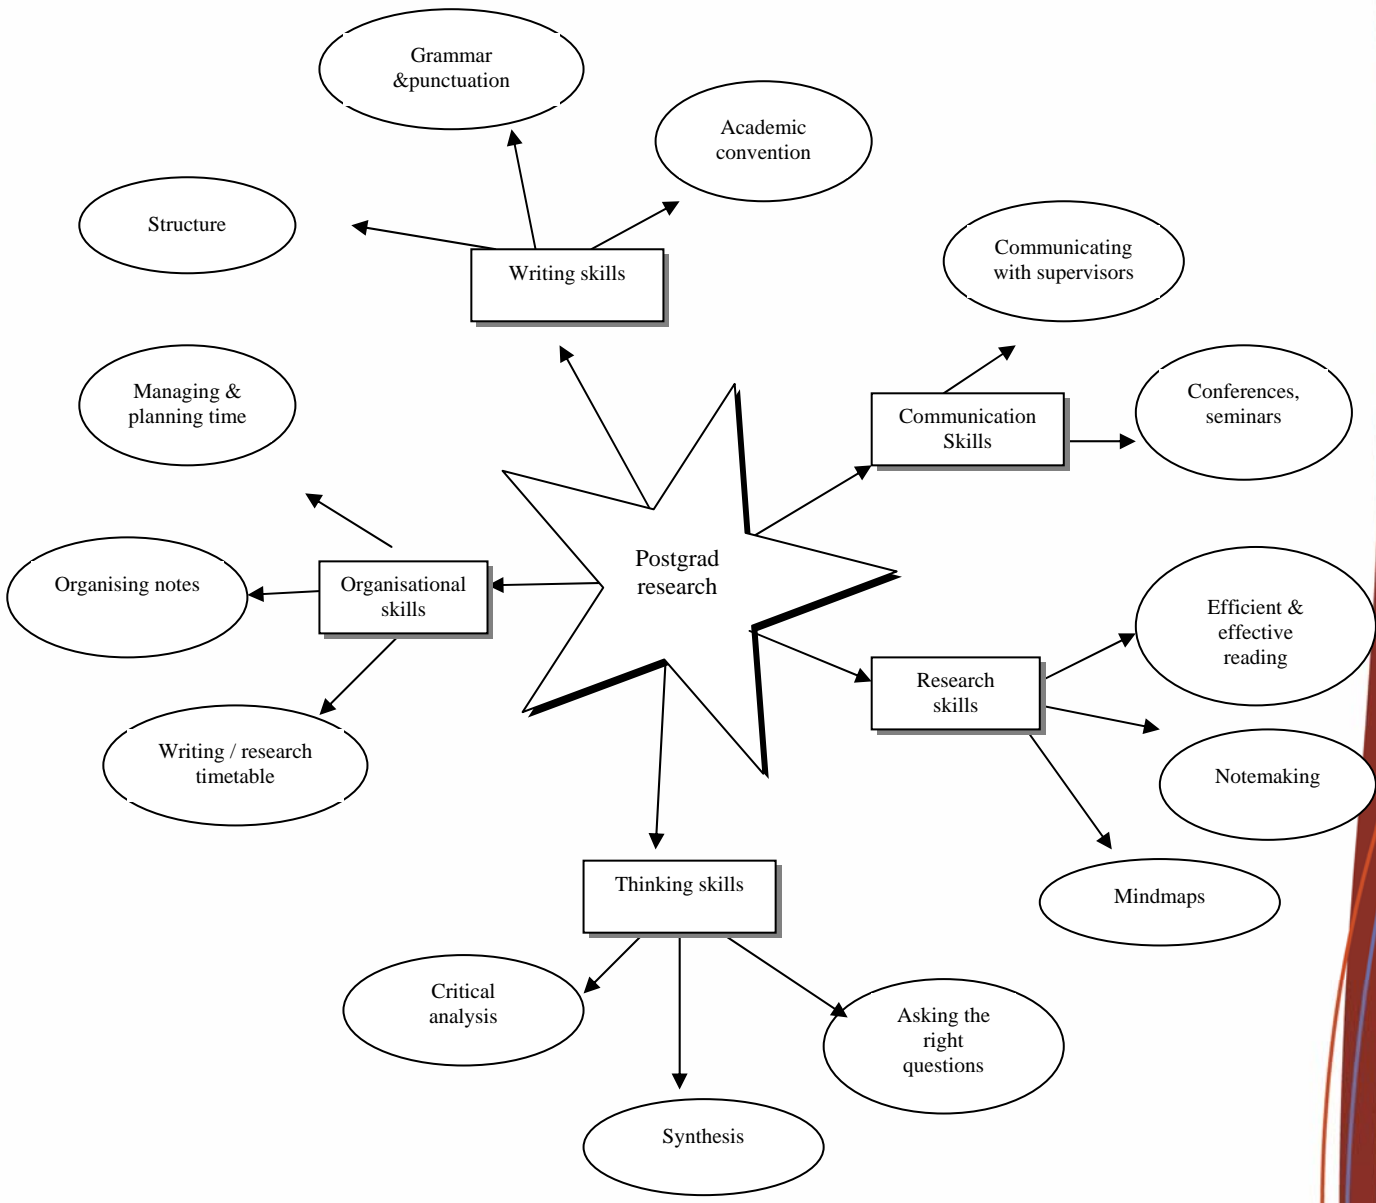 Grammar
&punctuation
Academic
convention
Structure
Writing skills
Communicating
with supervisors
Managing &
planning time
Conferences,
seminars
Communication
Skills
Postgrad
research
Organising notes
Organisational
skills
Efficient &
effective
reading
Research
skills
Writing / research
timetable
Notemaking
Thinking skills
Mindmaps
Critical
analysis
Asking the
right
questions
Synthesis